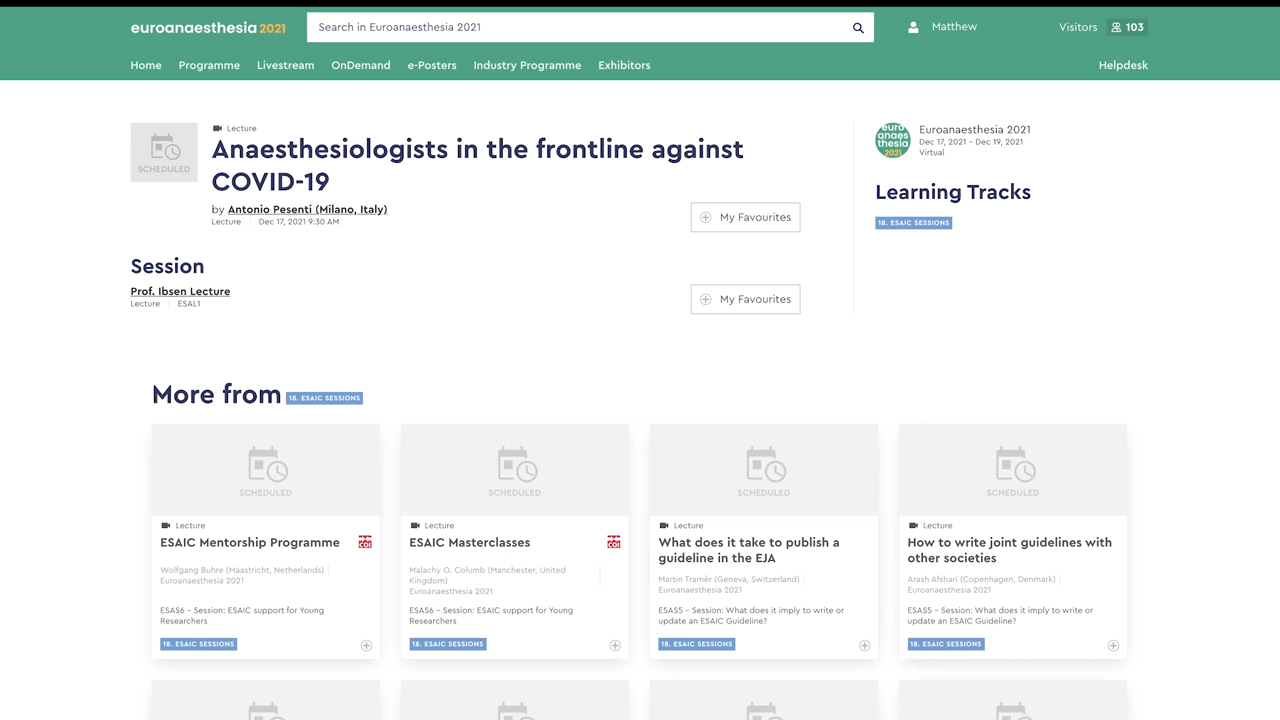 euroanaesthesia 2021
Search in Euroanaesthesia 2021
Matthew
Visitors 103
Home Programme Livestream OnDemand e-Posters Industry Programme Exhibitors Helpdesk
SCHEDULED
Lecture
Anaesthesiologists in the frontline against
COVID-19
by Antonio Pesenti (Milano, Italy)
Lecture Dec 17, 2021 9:30 AM
My Favourites
euro
anaes
thesia
2021
Euroanaesthesia 2021
Dec 17, 2021 - Dec 19, 2021
Virtual
Learning Tracks
18. ESAIC SESSIONS
Session
Prof. Ibsen Lecture
Lecture ESAL1
My Favourites
More from 18. ESAIC SESSIONS
SCHEDULED
Lecture
ESAIC Mentorship Programme
COI
Wolfgang Buhre (Maastricht, Netherlands)
Euroanaesthesia 2021
ESAS6 - Session: ESAIC support for Young
Researchers
18. ESAIC SESSIONS
SCHEDULED
Lecture
ESAIC Masterclasses
COI
Malachy O. Columb (Manchester, United
Kingdom)
Euroanaesthesia 2021
ESAS6 - Session: ESAIC support for Young
Researchers
18. ESAIC SESSIONS
SCHEDULED
Lecture
What does it take to publish a
guideline in the EJA
Martin Tramèr (Geneva, Switzerland)
Euroanaesthesia 2021
ESAS5 - Session: What does it imply to write or
update an ESAIC Guideline?
18. ESAIC SESSIONS
SCHEDULED
Lecture
How to write joint guidelines with
other societies
Arash Afshari (Copenhagen, Denmark)
Euroanaesthesia 2021
ESAS5 - Session: What does it imply to write or
update an ESAIC Guideline?
18. ESAIC SESSIONS